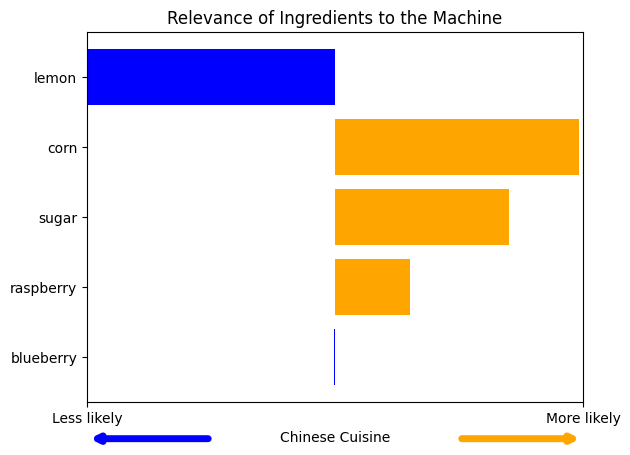 Relevance of Ingredients to the Machine
lemon
corn
sugar
raspberry
blueberry
Less likely
More likely
Chinese Cuisine